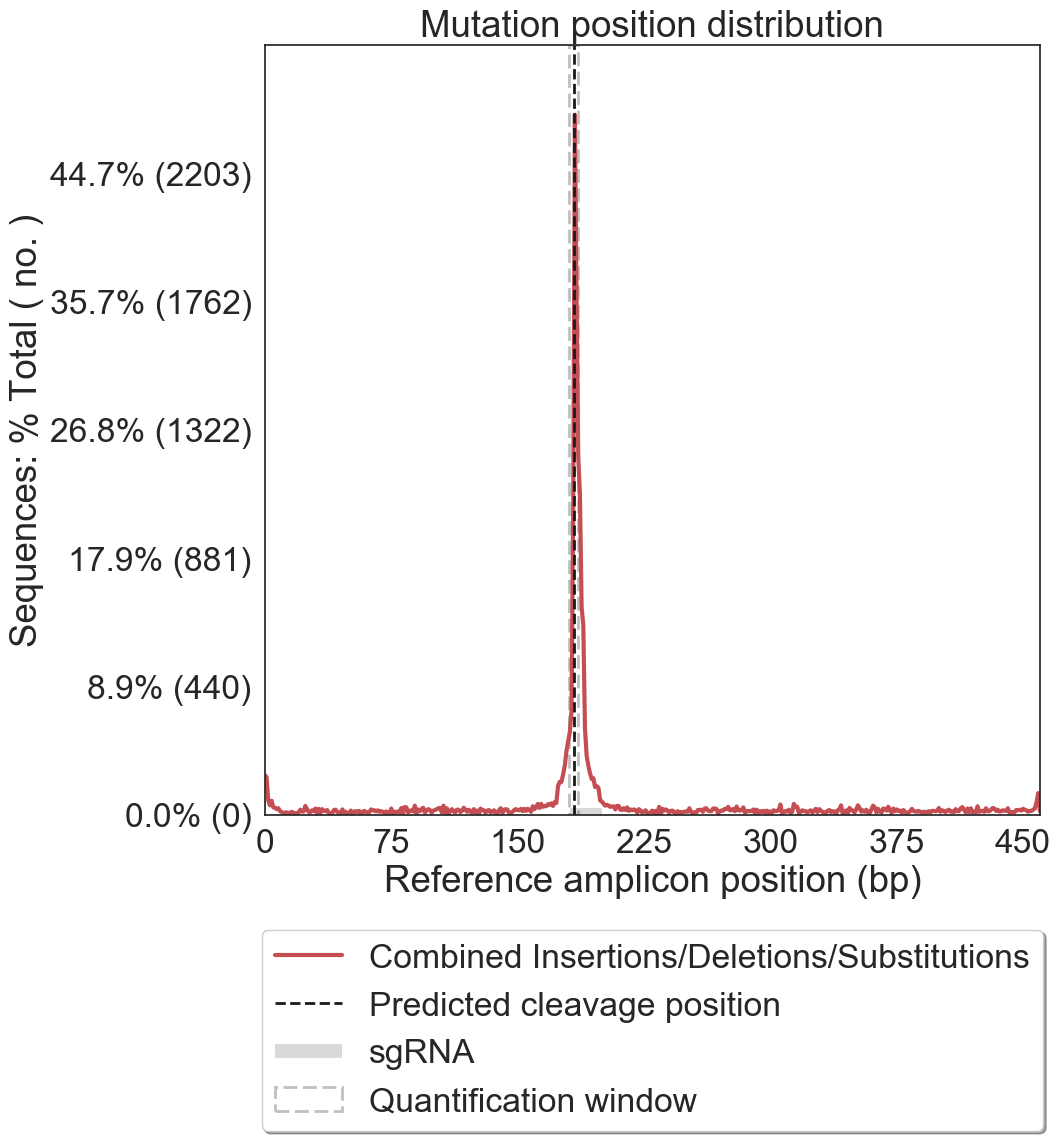 Mutation position distribution
Sequences: % Total ( no. )
44.7% (2203)
35.7% (1762)
26.8% (1322)
17.9% (881)
8.9% (440)
0.0% (0)
0 75 150 225 300 375 450
Reference amplicon position (bp)
Combined Insertions/Deletions/Substitutions
Predicted cleavage position
sgRNA
Quantification window